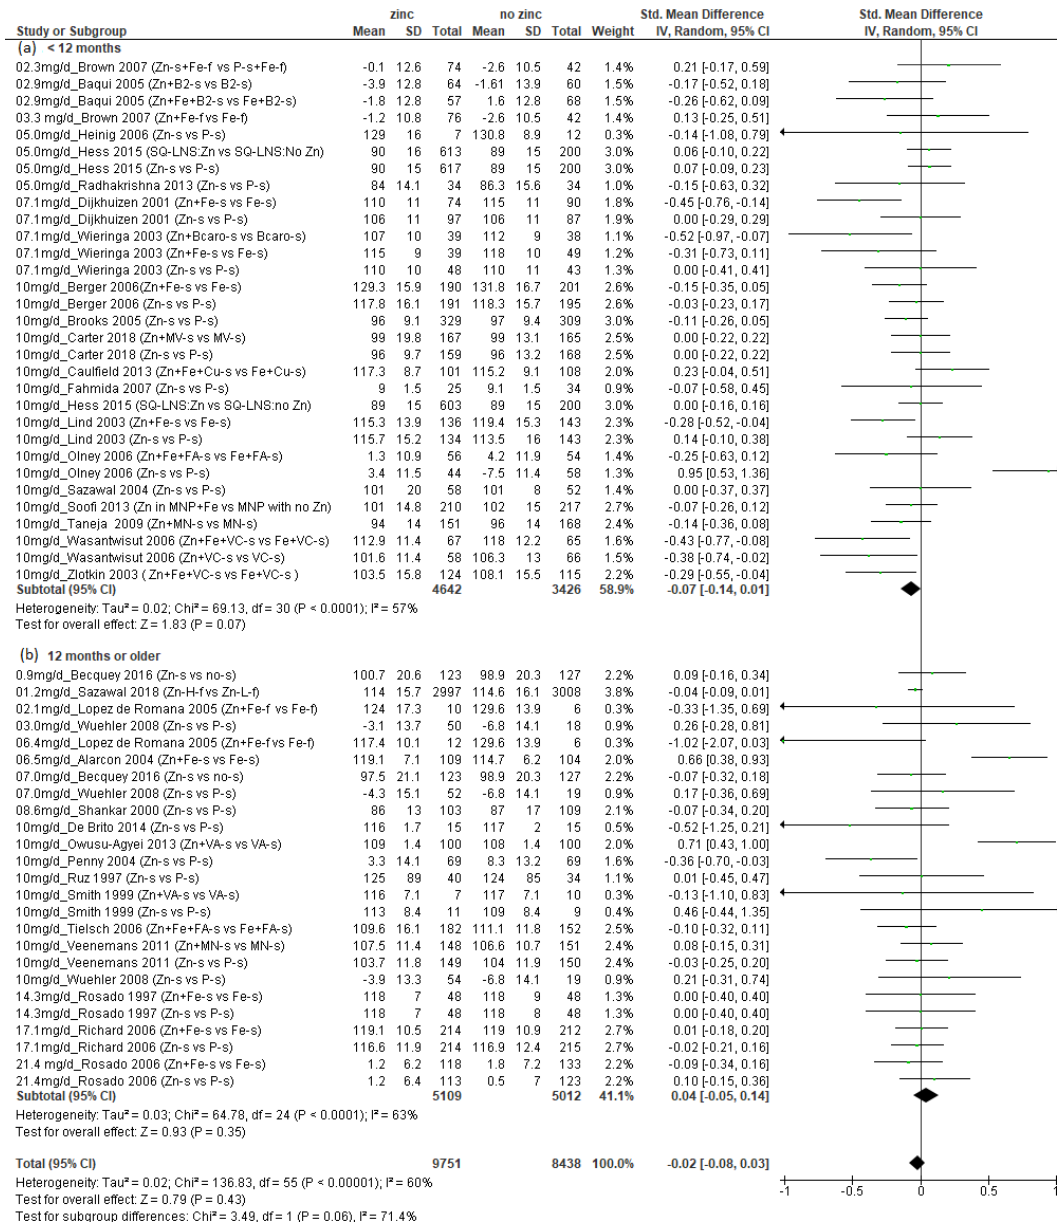 zinc no zinc Std. Mean Difference Std. Mean Difference
Study or Subgroup Mean SD Total Mean SD Total Weight IV, Random, 95% CI IV, Random, 95% CI
(a) < 12 months
02.3mg/d_Brown 2007 (Zn-s+Fe-f vs P-s+Fe-f) -0.1 12.6 74 -2.6 10.5 42 1.4% 0.21 [-0.17, 0.59]
02.9mg/d_Baqui 2005 (Zn+B2-s vs B2-s) -3.9 12.8 64 -1.61 13.9 60 1.5% -0.17 [-0.52, 0.18]
02.9mg/d_Baqui 2005 (Zn+Fe+B2-s vs Fe+B2-s) -1.8 12.8 57 1.6 12.8 68 1.5% -0.26 [-0.62, 0.09]
03.3 mg/d_Brown 2007 (Zn+Fe-f vs Fe-f) -1.2 10.8 76 -2.6 10.5 42 1.4% 0.13 [-0.25, 0.51]
05.0mg/d_Heinig 2006 (Zn-s vs P-s) 129 16 7 130.8 8.9 12 0.3% -0.14 [-1.08, 0.79]
05.0mg/d_Hess 2015 (SQ-LNS:Zn vs SQ-LNS:No Zn) 90 16 613 89 15 200 3.0% 0.06 [-0.10, 0.22]
05.0mg/d_Hess 2015 (Zn-s vs P-s) 90 15 617 89 15 200 3.0% 0.07 [-0.09, 0.23]
05.0mg/d_Radhakrishna 2013 (Zn-s vs P-s) 84 14.1 34 86.3 15.6 34 1.0% -0.15 [-0.63, 0.32]
07.1mg/d_Dijkhuizen 2001 (Zn+Fe-s vs Fe-s) 110 11 74 115 11 90 1.7% -0.45 [-0.76, -0.14]
07.1mg/d_Dijkhuizen 2001 (Zn-s vs P-s) 106 11 97 106 11 87 1.9% 0.00 [-0.29, 0.29]
07.1mg/d_Wieringa 2003 (Zn+Bcaro-s vs Bcaro-s) 107 10 39 112 9 38 1.1% -0.52 [-0.97, -0.07]
07.1mg/d_Wieringa 2003 (Zn+Fe-s vs Fe-s) 115 9 39 118 10 49 1.2% -0.31 [-0.73, 0.11]
07.1mg/d_Wieringa 2003 (Zn-s vs P-s) 110 10 48 110 11 43 1.2% 0.00 [-0.41, 0.41]
10mg/d_Berger 2006(Zn+Fe-s vs Fe-s) 129.3 15.9 190 131.8 16.7 201 2.6% -0.15 [-0.35, 0.05]
10mg/d_Berger 2006 (Zn-s vs P-s) 117.8 16.1 191 118.3 15.7 195 2.6% -0.03 [-0.23, 0.17]
10mg/d_Brooks 2005 (Zn-s vs P-s) 96 9.1 329 97 9.4 309 3.0% -0.11 [-0.26, 0.05]
10mg/d_Carter 2018 (Zn+MV-s vs MV-s) 99 19.8 167 99 13.1 165 2.5% 0.00 [-0.22, 0.22]
10mg/d_Carter 2018 (Zn-s vs P-s) 96 9.7 159 96 13.2 168 2.5% 0.00 [-0.22, 0.22]
10mg/d_Caulfield 2013 (Zn+Fe+Cu-s vs Fe+Cu-s) 117.3 8.7 101 115.2 9.1 108 2.0% 0.23 [-0.04, 0.51]
10mg/d_Fahmida 2007 (Zn-s vs P-s) 9 1.5 25 9.1 1.5 34 0.9% -0.07 [-0.58, 0.45]
10mg/d_Hess 2015 (SQ-LNS:Zn vs SQ-LNS:no Zn) 89 15 603 89 15 200 3.0% 0.00 [-0.16, 0.16]
10mg/d_Lind 2003 (Zn+Fe-s vs Fe-s) 115.3 13.9 136 119.4 15.3 143 2.3% -0.28 [-0.52, -0.04]
10mg/d_Lind 2003 (Zn-s vs P-s) 115.7 15.2 134 113.5 16 143 2.3% 0.14 [-0.10, 0.38]
10mg/d_Olney 2006 (Zn+Fe+FA-s vs Fe+FA-s) 1.3 10.9 56 4.2 11.9 54 1.4% -0.25 [-0.63, 0.12]
10mg/d_Olney 2006 (Zn-s vs P-s) 3.4 11.5 44 -7.5 11.4 58 1.2% 0.95 [0.53, 1.36]
10mg/d_Sazawal 2004 (Zn-s vs P-s) 101 20 58 101 8 52 1.4% 0.00 [-0.37, 0.37]
10mg/d_Soofi 2013 (Zn in MNP+Fe vs MNP with no Zn) 101 14.8 210 102 15 217 2.7% -0.07 [-0.26, 0.12]
10mg/d_Taneja 2009 (Zn+MN-s vs MN-s) 94 14 151 96 14 168 2.4% -0.14 [-0.36, 0.08]
10mg/d_Wasantwisut 2006 (Zn+Fe+VC-s vs Fe+VC-s) 112.9 11.4 67 118 12.2 65 1.5% -0.43 [-0.77, -0.08]
10mg/d_Wasantwisut 2006 (Zn+VC-s vs VC-s) 101.6 11.4 58 106.3 13 66 1.5% -0.38 [-0.74, -0.02]
10mg/d_Zlotkin 2003 ( Zn+Fe+VC-s vs Fe+VC-s ) 103.5 15.8 124 108.1 15.5 115 2.2% -0.29 [-0.55, -0.04]
Subtotal (95% CI) 4642 3426 58.9% -0.07 [-0.14, 0.01]
Heterogeneity: Tau² = 0.02; Chi² = 69.13, df = 30 (P < 0.0001); I² = 57%
Test for overall effect: Z = 1.83 (P = 0.07)
(b) 12 months or older
0.9mg/d_Becquey 2016 (Zn-s vs no-s) 100.7 20.6 123 98.9 20.3 127 2.2% 0.09 [-0.16, 0.34]
01.2mg/d_Sazawal 2018 (Zn-H-f vs Zn-L-f) 114 15.7 2997 114.6 16.1 3008 3.8% -0.04 [-0.09, 0.01]
02.1mg/d_Lopez de Romana 2005 (Zn+Fe-f vs Fe-f) 124 17.3 10 129.6 13.9 6 0.3% -0.33 [-1.35, 0.69]
03.0mg/d_Wuehler 2008 (Zn-s vs P-s) -3.1 13.7 50 -6.8 14.1 18 0.9% 0.26 [-0.28, 0.81]
06.4mg/d_Lopez de Romana 2005 (Zn+Fe-f vs Fe-f) 117.4 10.1 12 129.6 13.9 6 0.3% -1.02 [-2.07, 0.03]
06.5mg/d_Alarcon 2004 (Zn+Fe-s vs Fe-s) 119.1 7.1 109 114.7 6.2 104 2.0% 0.66 [0.38, 0.93]
07.0mg/d_Becquey 2016 (Zn-s vs no-s) 97.5 21.1 123 98.9 20.3 127 2.2% -0.07 [-0.32, 0.18]
07.0mg/d_Wuehler 2008 (Zn-s vs P-s) -4.3 15.1 52 -6.8 14.1 19 0.9% 0.17 [-0.36, 0.69]
08.6mg/d_Shankar 2000 (Zn-s vs P-s) 86 13 103 87 17 109 2.0% -0.07 [-0.34, 0.20]
10mg/d_De Brito 2014 (Zn-s vs P-s) 116 1.7 15 117 2 15 0.5% -0.52 [-1.25, 0.21]
10mg/d_Owusu-Agyei 2013 (Zn+VA-s vs VA-s) 109 1.4 100 108 1.4 100 2.0% 0.71 [0.43, 1.00]
10mg/d_Penny 2004 (Zn-s vs P-s) 3.3 14.1 69 8.3 13.2 69 1.6% -0.36 [-0.70, -0.03]
10mg/d_Ruz 1997 (Zn-s vs P-s) 125 89 40 124 85 34 1.1% 0.01 [-0.45, 0.47]
10mg/d_Smith 1999 (Zn+VA-s vs VA-s) 116 7.1 7 117 7.1 10 0.3% -0.13 [-1.10, 0.83]
10mg/d_Smith 1999 (Zn-s vs P-s) 113 8.4 11 109 8.4 9 0.4% 0.46 [-0.44, 1.35]
10mg/d_Tielsch 2006 (Zn+Fe+FA-s vs Fe+FA-s) 109.6 16.1 182 111.1 11.8 152 2.5% -0.10 [-0.32, 0.11]
10mg/d_Veenemans 2011 (Zn+MN-s vs MN-s) 107.5 11.4 148 106.6 10.7 151 2.4% 0.08 [-0.15, 0.31]
10mg/d_Veenemans 2011 (Zn-s vs P-s) 103.7 11.8 149 104 11.9 150 2.4% -0.03 [-0.25, 0.20]
10mg/d_Wuehler 2008 (Zn-s vs P-s) -3.9 13.3 54 -6.8 14.1 19 0.9% 0.21 [-0.31, 0.74]
14.3mg/d_Rosado 1997 (Zn+Fe-s vs Fe-s) 118 7 48 118 9 48 1.3% 0.00 [-0.40, 0.40]
14.3mg/d_Rosado 1997 (Zn-s vs P-s) 118 7 48 118 8 48 1.3% 0.00 [-0.40, 0.40]
17.1mg/d_Richard 2006 (Zn+Fe-s vs Fe-s) 119.1 10.5 214 119 10.9 212 2.7% 0.01 [-0.18, 0.20]
17.1mg/d_Richard 2006 (Zn-s vs P-s) 116.6 11.9 214 116.9 12.4 215 2.7% -0.02 [-0.21, 0.16]
21.4 mg/d_Rosado 2006 (Zn+Fe-s vs Fe-s) 1.2 6.2 118 1.8 7.2 133 2.2% -0.09 [-0.34, 0.16]
21.4mg/d_Rosado 2006 (Zn-s vs P-s) 1.2 6.4 113 0.5 7 123 2.2% 0.10 [-0.15, 0.36]
Subtotal (95% CI) 5109 5012 41.1% 0.04 [-0.05, 0.14]
Heterogeneity: Tau² = 0.03; Chi² = 64.78, df = 24 (P < 0.0001); I² = 63%
Test for overall effect: Z = 0.93 (P = 0.35)
Total (95% CI) 9751 8438 100.0% -0.02 [-0.08, 0.03]
Heterogeneity: Tau² = 0.02; Chi² = 136.83, df = 55 (P < 0.00001); I² = 60%
Test for overall effect: Z = 0.79 (P = 0.43)
Test for subgroup differences: Chi² = 3.49, df = 1 (P = 0.06), I² = 71.4%
-1 -0.5 0 0.5 1